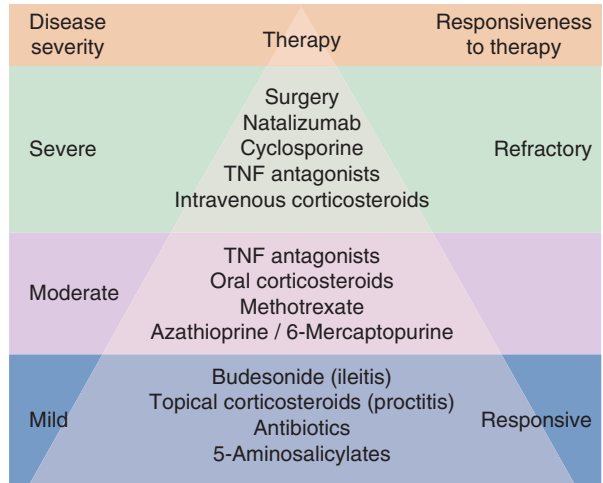 Disease
severity
Therapy
Responsiveness
to therapy
Severe
Surgery
Natalizumab
Cyclosporine
TNF antagonists
Intravenous corticosteroids
Refractory
Moderate
TNF antagonists
Oral corticosteroids
Methotrexate
Azathioprine / 6-Mercaptopurine
Mild
Budesonide (ileitis)
Topical corticosteroids (proctitis)
Antibiotics
5-Aminosalicylates
Responsive